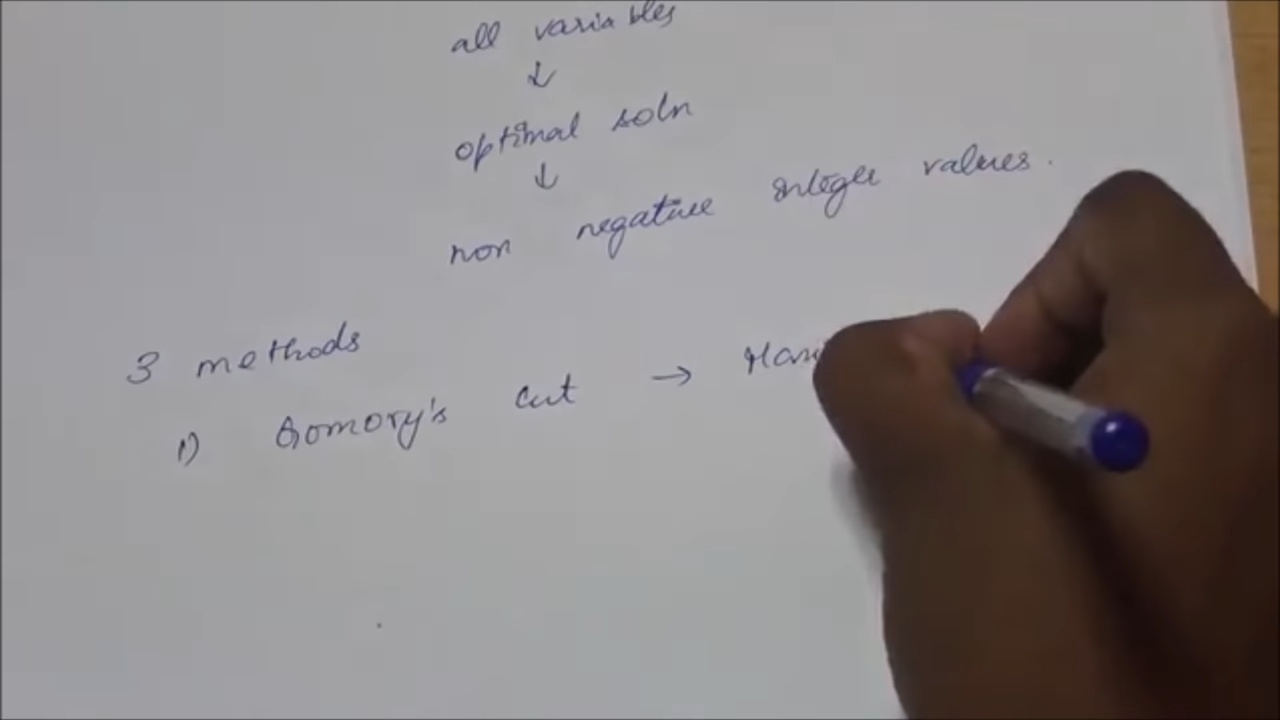 all variables
↓
optimal soln
↓
non negative integer values.
3 methods
1) Gomory's cut →